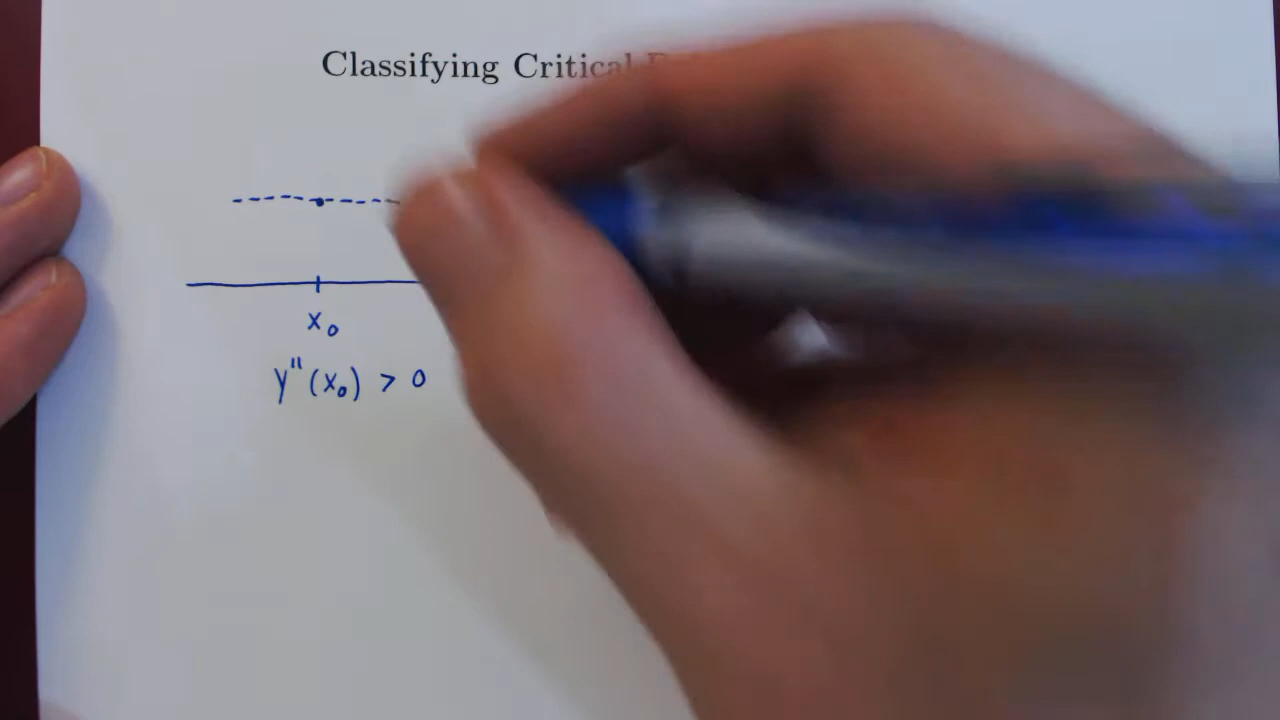 Classifying Critical
x₀
y''(x₀) > 0